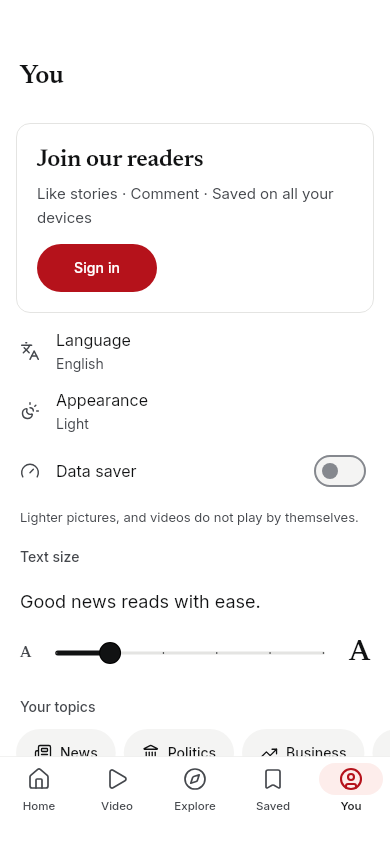 You
Join our readers
Like stories · Comment · Saved on all your
devices
Sign in
Language
English
Appearance
Light
Data saver
Lighter pictures, and videos do not play by themselves.
Text size
Good news reads with ease.
A A
Your topics
News Politics Business
Home Video Explore Saved You